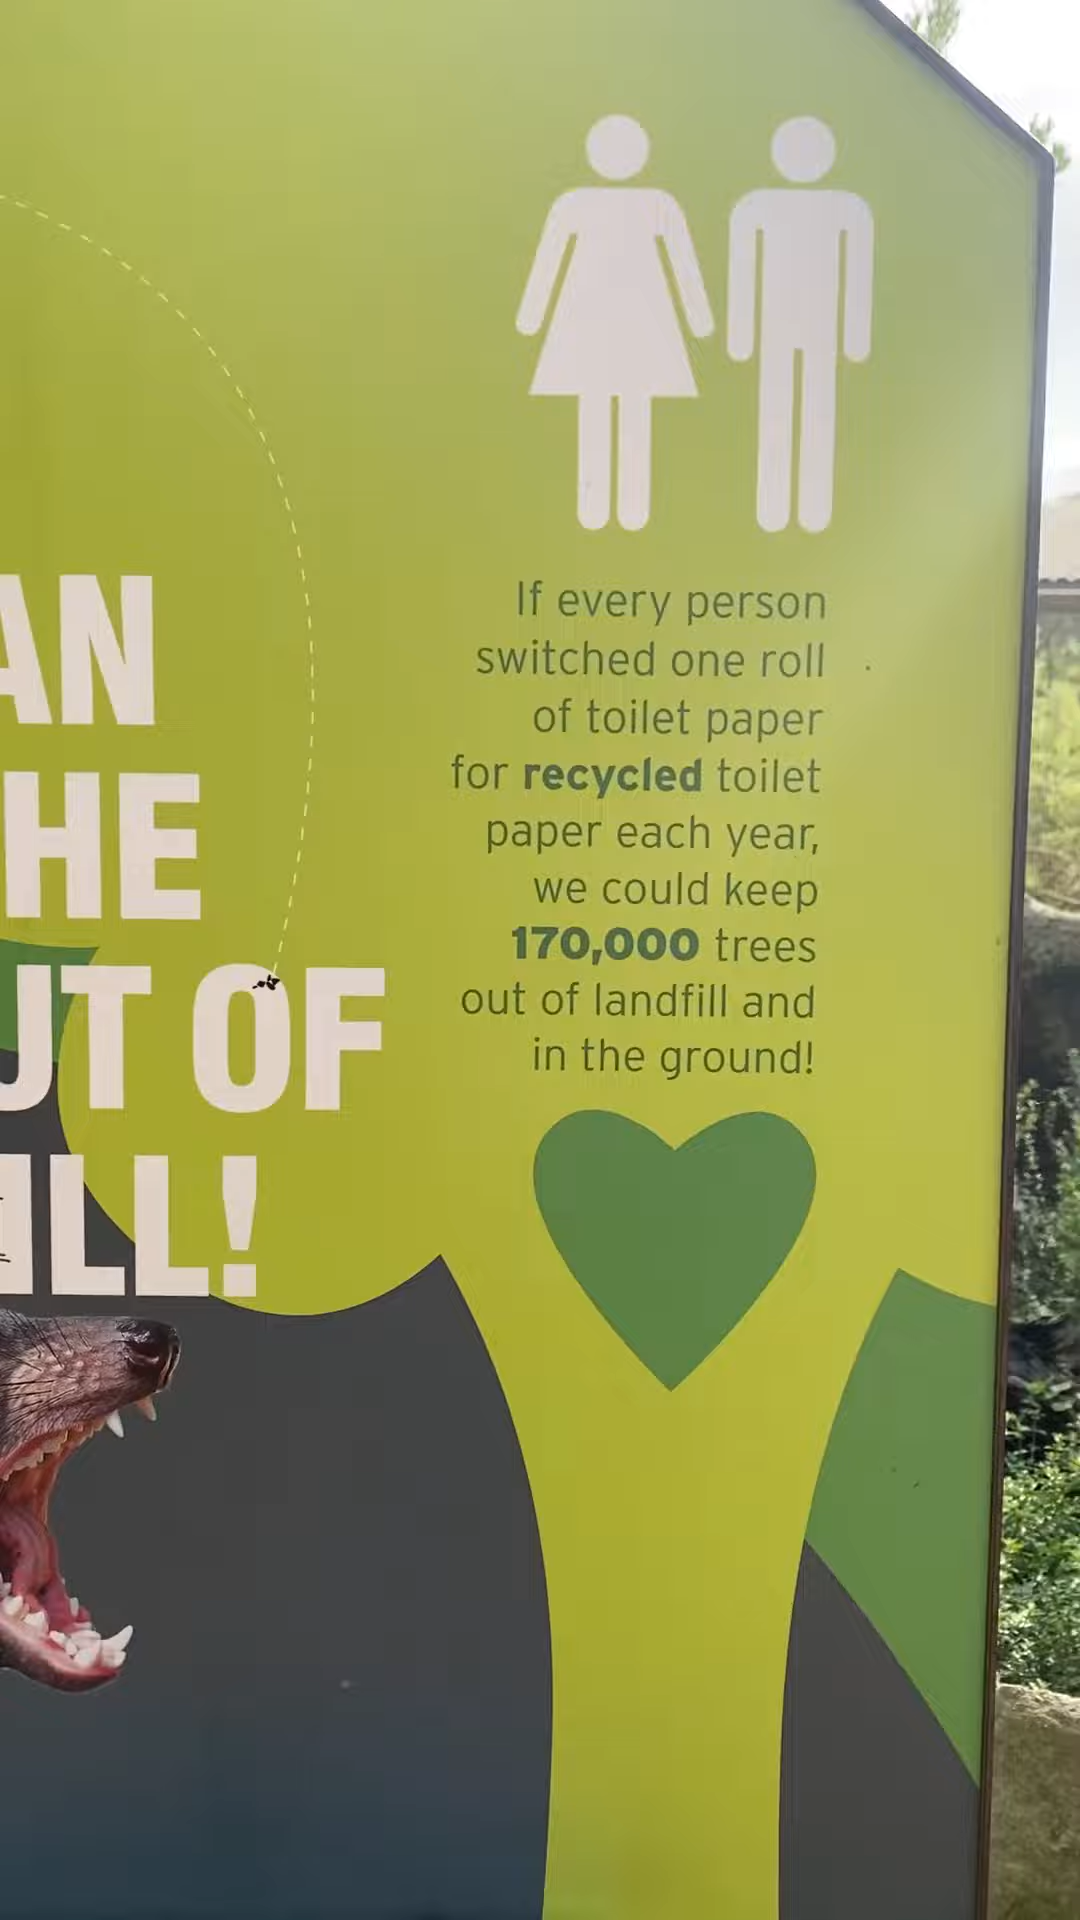 AN
HE
UT OF
ILL!
If every person
switched one roll
of toilet paper
for recycled toilet
paper each year,
we could keep
170,000 trees
out of landfill and
in the ground!